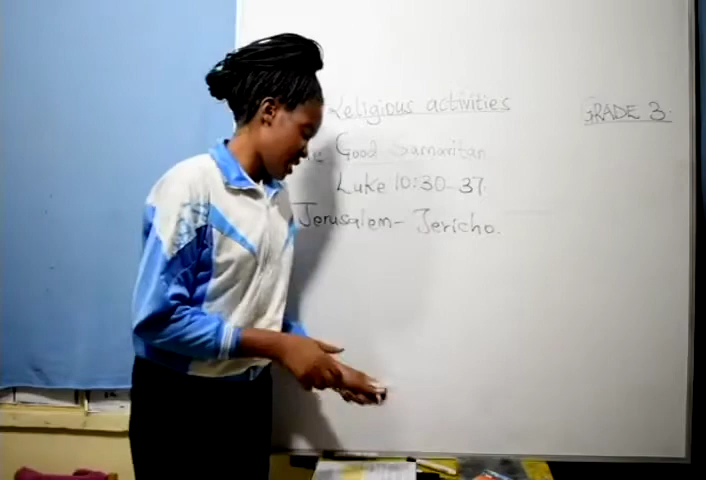 Religious activities
GRADE 3.
Good Samaritan
Luke 10:30-37
Jerusalem- Jericho.